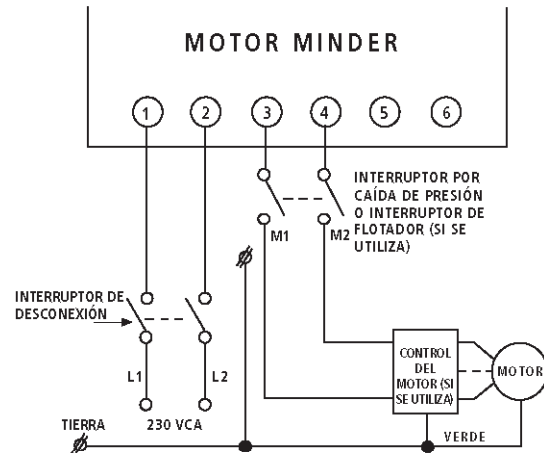 MOTOR MINDER
1 2 3 4 5 6
INTERRUPTOR POR
CAÍDA DE PRESIÓN
O INTERRUPTOR DE
FLOTADOR (SI SE
UTILIZA)
M1 M2
INTERRUPTOR DE
DESCONEXIÓN
L1 L2
CONTROL
DEL
MOTOR (SI
SE UTILIZA)
MOTOR
TIERRA 230 VCA
VERDE